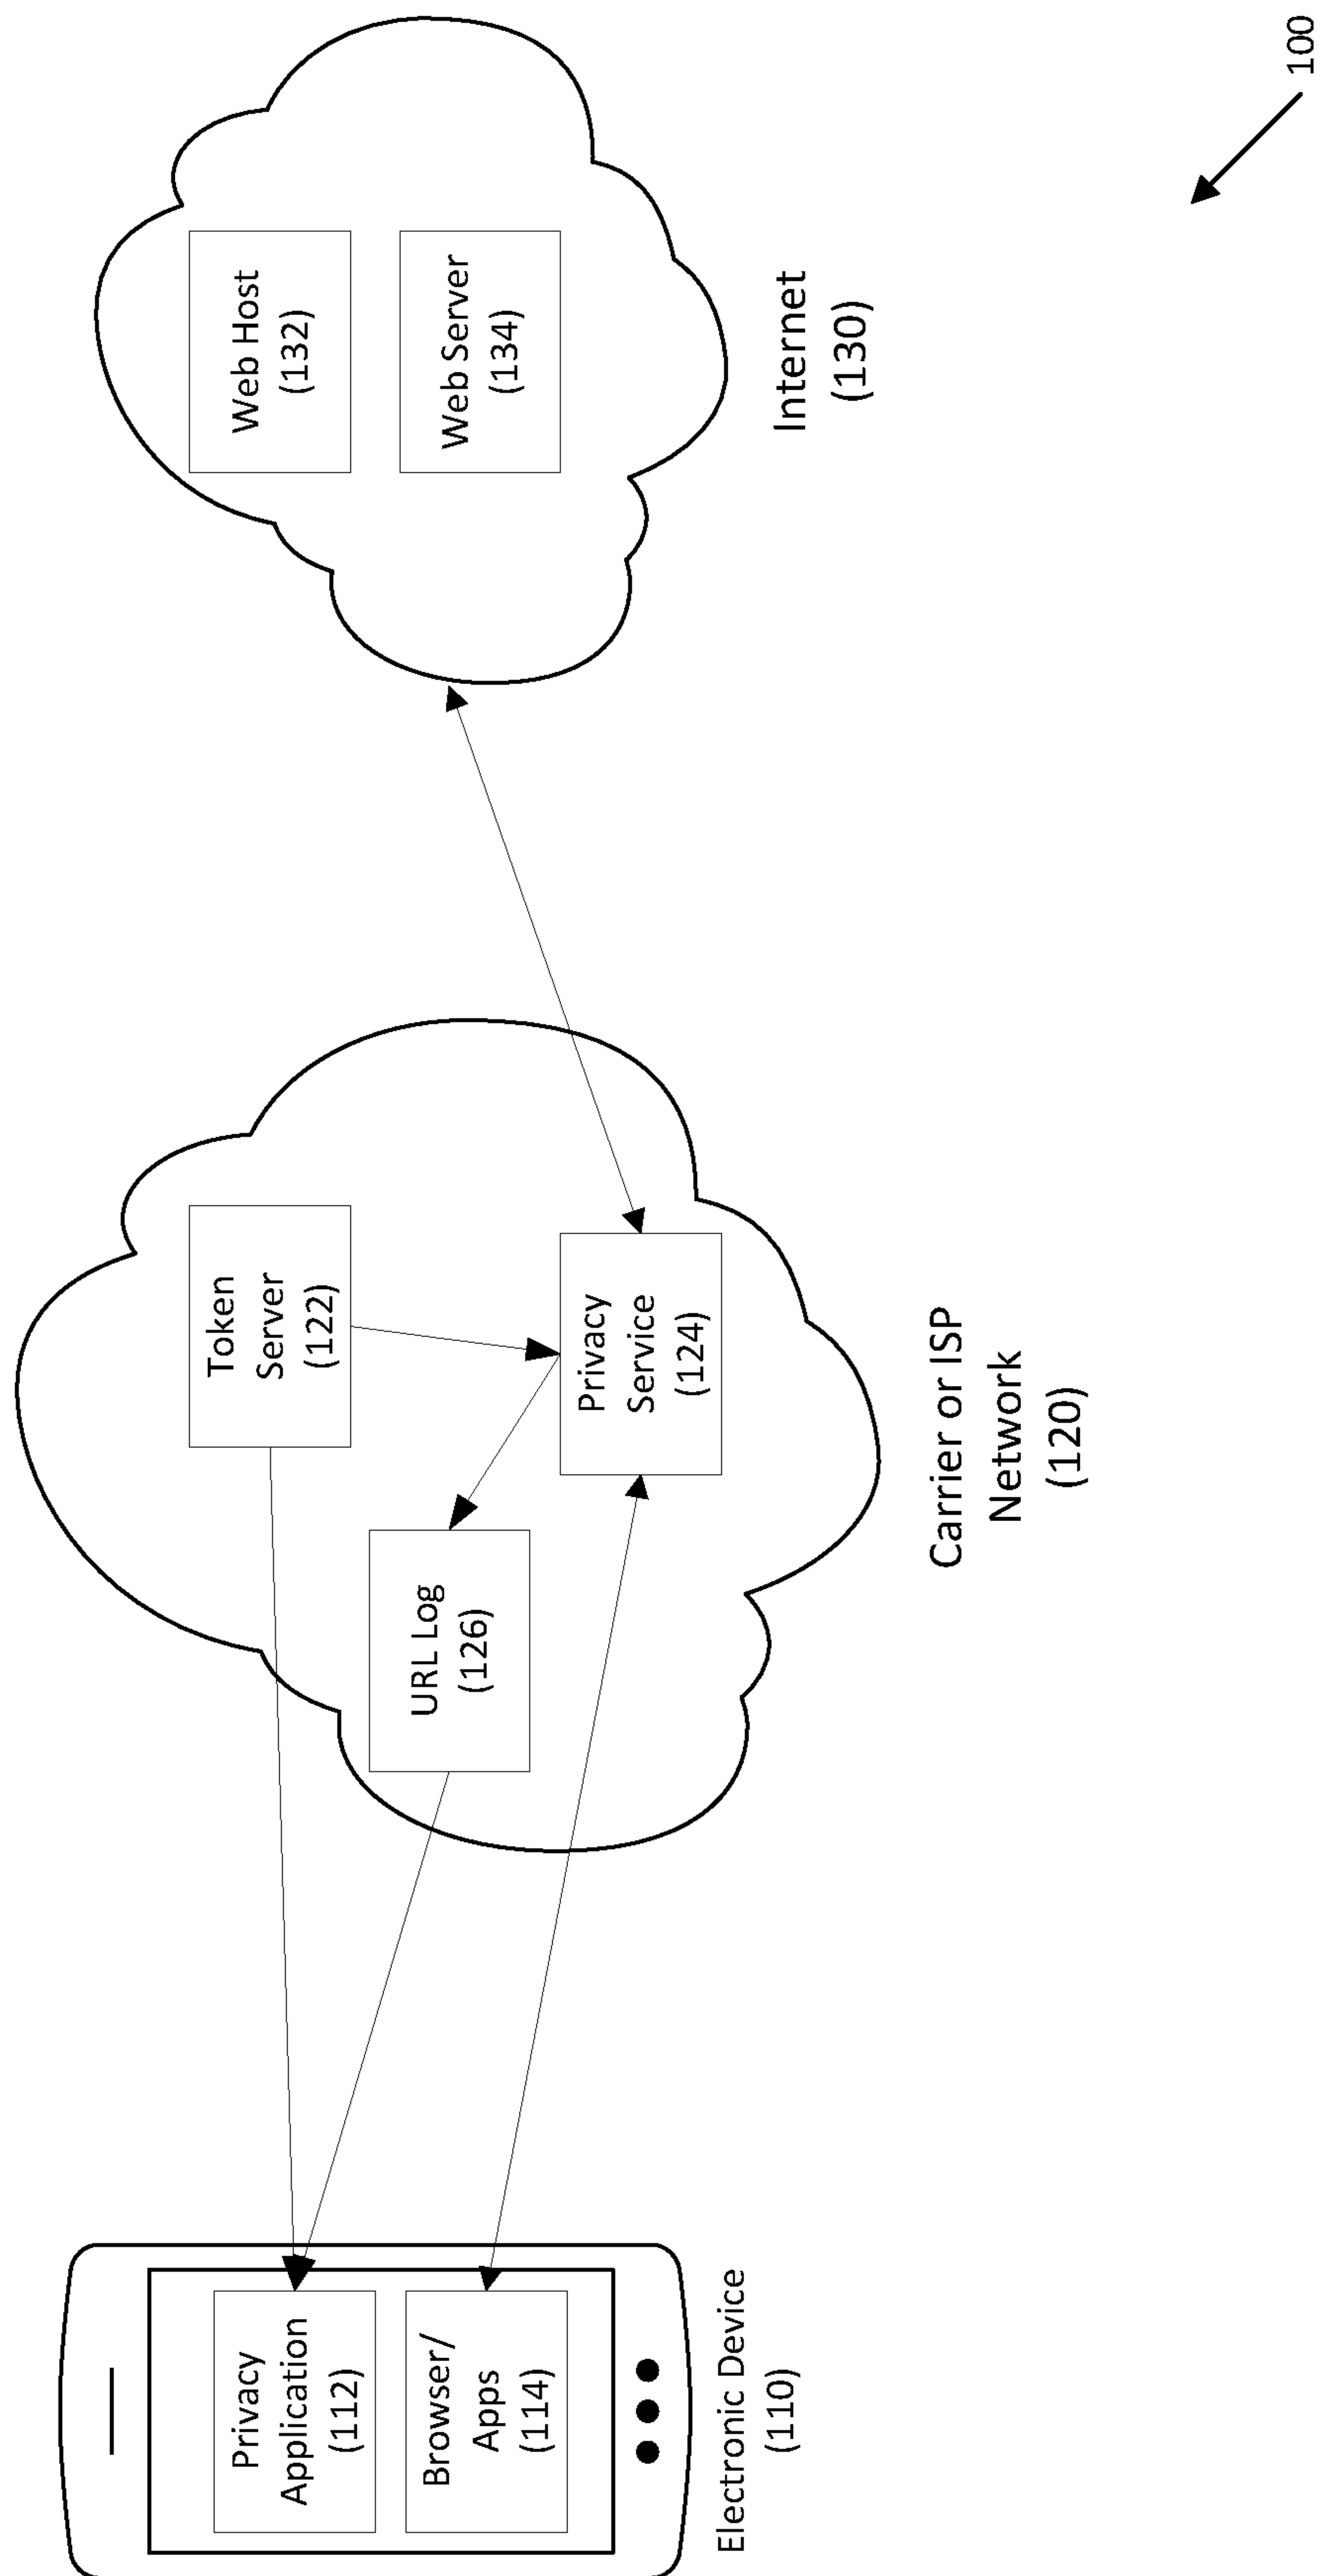 Privacy
Application
(112)
Browser/
Apps
(114)
Electronic Device
(110)
Token
Server
(122)
URL Log
(126)
Privacy
Service
(124)
Carrier or ISP
Network
(120)
Web Host
(132)
Web Server
(134)
Internet
(130)
100